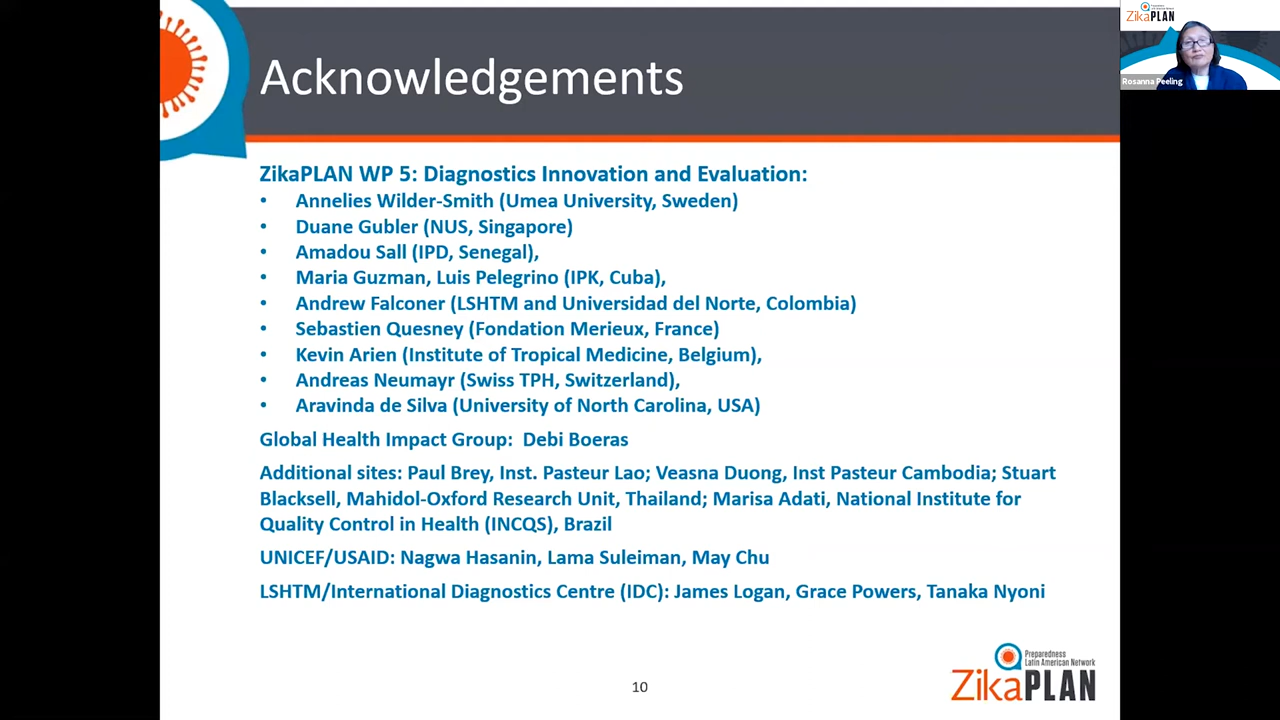 Acknowledgements
ZikaPLAN WP 5: Diagnostics Innovation and Evaluation:
• Annelies Wilder-Smith (Umea University, Sweden)
• Duane Gubler (NUS, Singapore)
• Amadou Sall (IPD, Senegal),
• Maria Guzman, Luis Pelegrino (IPK, Cuba),
• Andrew Falconer (LSHTM and Universidad del Norte, Colombia)
• Sebastien Quesney (Fondation Merieux, France)
• Kevin Arien (Institute of Tropical Medicine, Belgium),
• Andreas Neumayr (Swiss TPH, Switzerland),
• Aravinda de Silva (University of North Carolina, USA)
Global Health Impact Group: Debi Boeras
Additional sites: Paul Brey, Inst. Pasteur Lao; Veasna Duong, Inst Pasteur Cambodia; Stuart
Blacksell, Mahidol-Oxford Research Unit, Thailand; Marisa Adati, National Institute for
Quality Control in Health (INCQS), Brazil
UNICEF/USAID: Nagwa Hasanin, Lama Suleiman, May Chu
LSHTM/International Diagnostics Centre (IDC): James Logan, Grace Powers, Tanaka Nyoni
10
Preparedness
Latin American Network
ZikaPLAN
ZikaPLAN
Rosanna Peeling